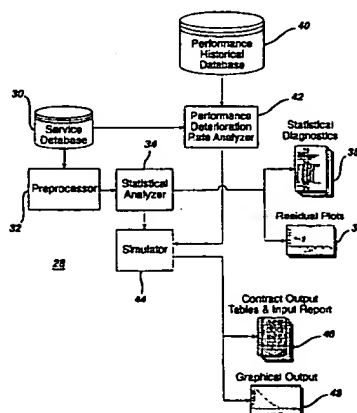 40
Performance
Historical
Database
30
Service
Database
42
Performance
Deterioration
Rate Analyzer
34
Statistical
Diagnostics
Preprocessor
32
Statistical
Analyzer
Residual Plots
Simulator
44
28
Contract Output
Tables & Input Report
46
Graphical Output
48